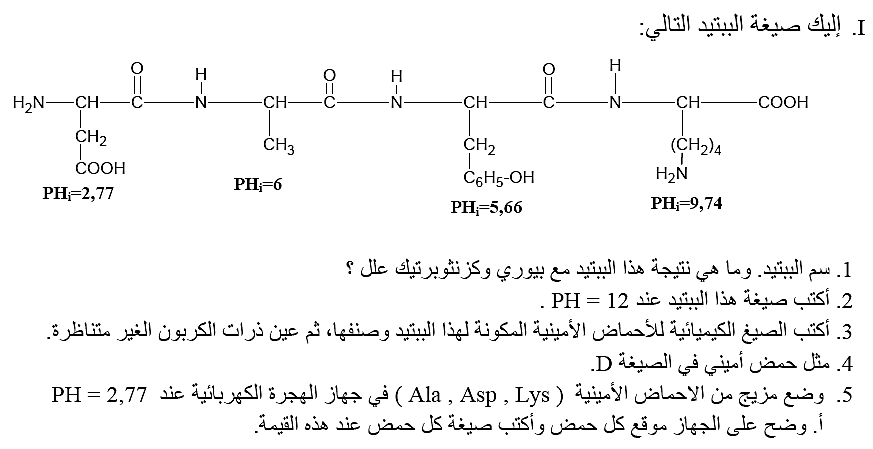 I. إليك صيغة الببتيد التالي:
O H O H O H
H2N CH C N CH C N CH C N CH COOH
CH2 CH3 CH2 (CH2)4
COOH C6H5-OH H2N
PHi=2,77 PHi=6 PHi=5,66 PHi=9,74
1. سم الببتيد. وما هي نتيجة هذا الببتيد مع بيوري وكزنثوبرتيك علل ؟
2. أكتب صيغة هذا الببتيد عند PH = 12 .
3. أكتب الصيغ الكيميائية للأحماض الأمينية المكونة لهذا الببتيد وصنفها، ثم عين ذرات الكربون الغير متناظرة.
4. مثل حمض أميني في الصيغة D.
5. وضع مزيج من الاحماض الأمينية ( Ala , Asp , Lys ) في جهاز الهجرة الكهربائية عند PH = 2,77
أ. وضح على الجهاز موقع كل حمض وأكتب صيغة كل حمض عند هذه القيمة.